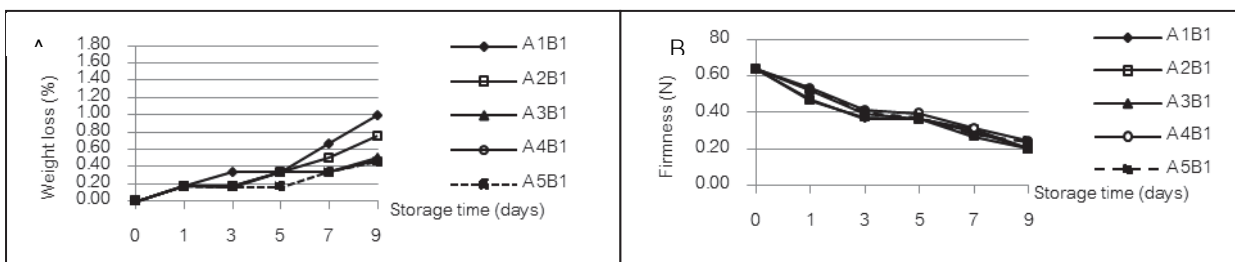 A
1.80
1.60
1.40
1.20
1.00
0.80
0.60
0.40
0.20
0.00
Weight loss (%)
0 1 3 5 7 9
Storage time (days)
A1B1
A2B1
A3B1
A4B1
A5B1
B
80
0.60
0.40
0.20
0.00
Firmness (N)
0 1 3 5 7 9
Storage time (days)
A1B1
A2B1
A3B1
A4B1
A5B1